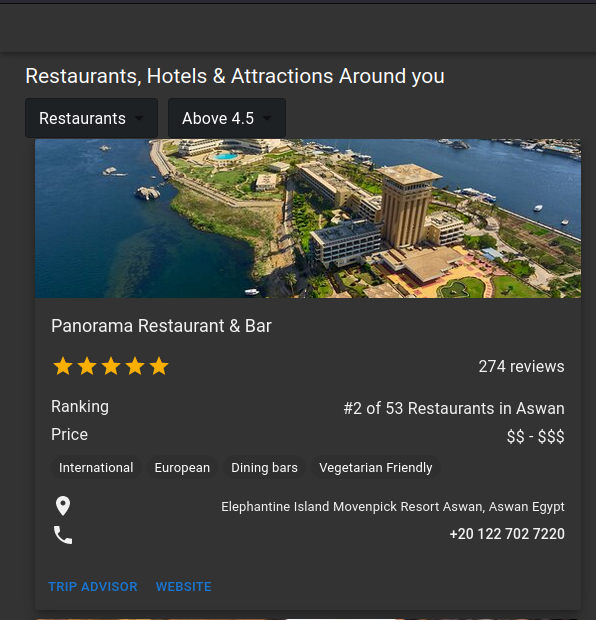 Restaurants, Hotels & Attractions Around you
Restaurants Above 4.5
Panorama Restaurant & Bar
274 reviews
Ranking #2 of 53 Restaurants in Aswan
Price $$ - $$$
International European Dining bars Vegetarian Friendly
Elephantine Island Movenpick Resort Aswan, Aswan Egypt
+20 122 702 7220
TRIP ADVISOR WEBSITE